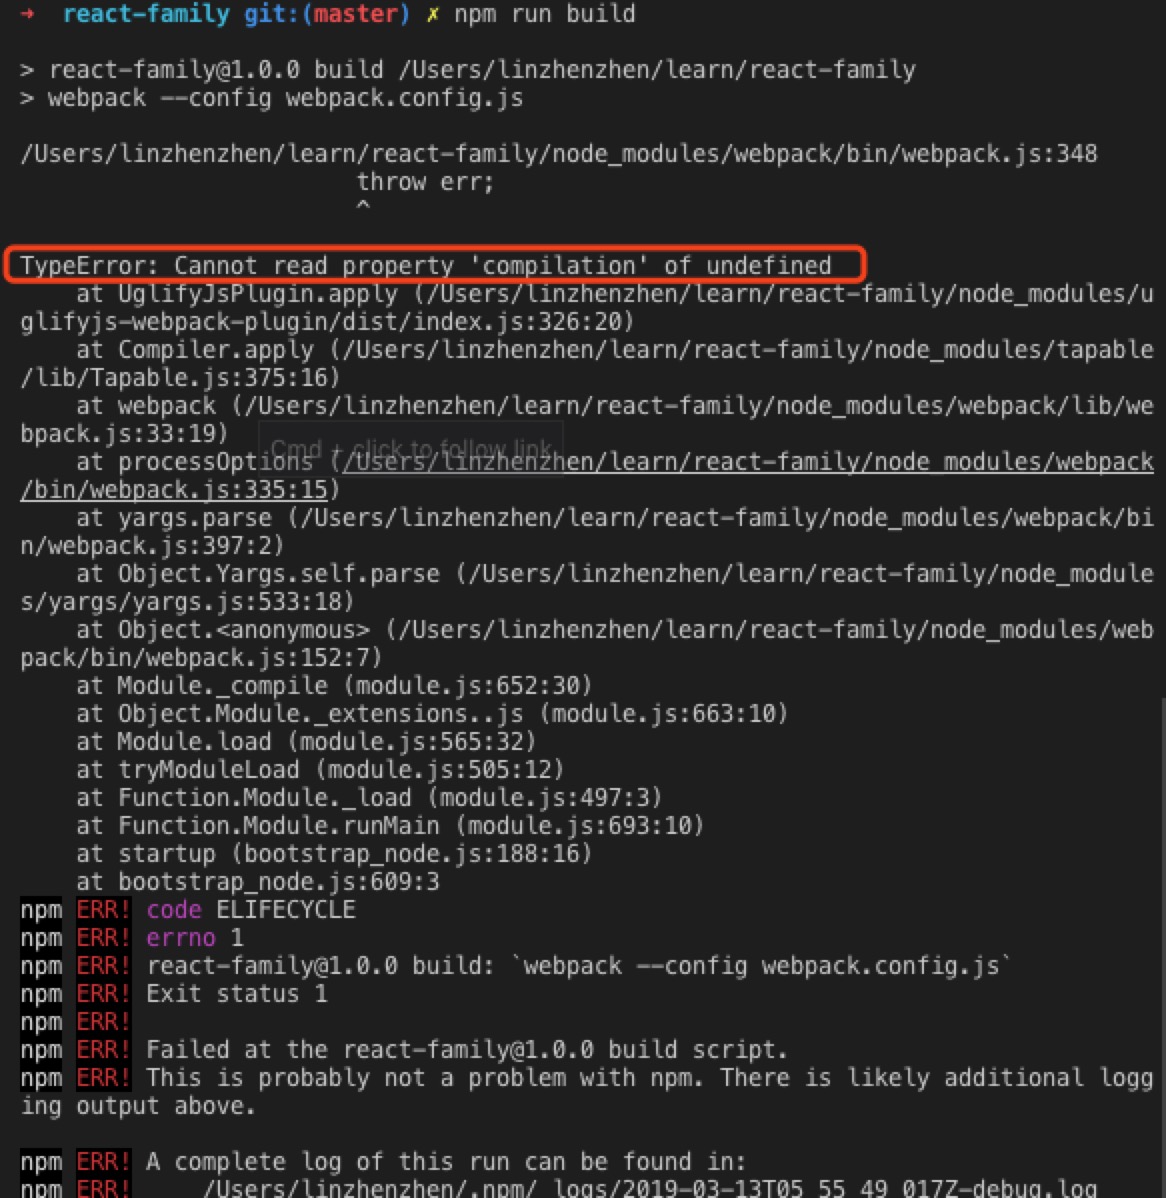 → react-family git:(master) ✗ npm run build
> react-family@1.0.0 build /Users/linzhenzhen/learn/react-family
> webpack --config webpack.config.js
/Users/linzhenzhen/learn/react-family/node_modules/webpack/bin/webpack.js:348
throw err;
^
TypeError: Cannot read property 'compilation' of undefined
at UglifyJsPlugin.apply (/Users/linzhenzhen/learn/react-family/node_modules/u
glifyjs-webpack-plugin/dist/index.js:326:20)
at Compiler.apply (/Users/linzhenzhen/learn/react-family/node_modules/tapable
/lib/Tapable.js:375:16)
at webpack (/Users/linzhenzhen/learn/react-family/node_modules/webpack/lib/we
bpack.js:33:19)
Cmd + click to follow link
at processOptions (/Users/linzhenzhen/learn/react-family/node_modules/webpack
/bin/webpack.js:335:15)
at yargs.parse (/Users/linzhenzhen/learn/react-family/node_modules/webpack/bi
n/webpack.js:397:2)
at Object.Yargs.self.parse (/Users/linzhenzhen/learn/react-family/node_module
s/yargs/yargs.js:533:18)
at Object.<anonymous> (/Users/linzhenzhen/learn/react-family/node_modules/web
pack/bin/webpack.js:152:7)
at Module._compile (module.js:652:30)
at Object.Module._extensions..js (module.js:663:10)
at Module.load (module.js:565:32)
at tryModuleLoad (module.js:505:12)
at Function.Module._load (module.js:497:3)
at Function.Module.runMain (module.js:693:10)
at startup (bootstrap_node.js:188:16)
at bootstrap_node.js:609:3
npm ERR! code ELIFECYCLE
npm ERR! errno 1
npm ERR! react-family@1.0.0 build: `webpack --config webpack.config.js`
npm ERR! Exit status 1
npm ERR!
npm ERR! Failed at the react-family@1.0.0 build script.
npm ERR! This is probably not a problem with npm. There is likely additional logg
ing output above.
npm ERR! A complete log of this run can be found in:
npm ERR! /Users/linzhenzhen/.npm/_logs/2019-03-13T05_55_49_017Z-debug.log